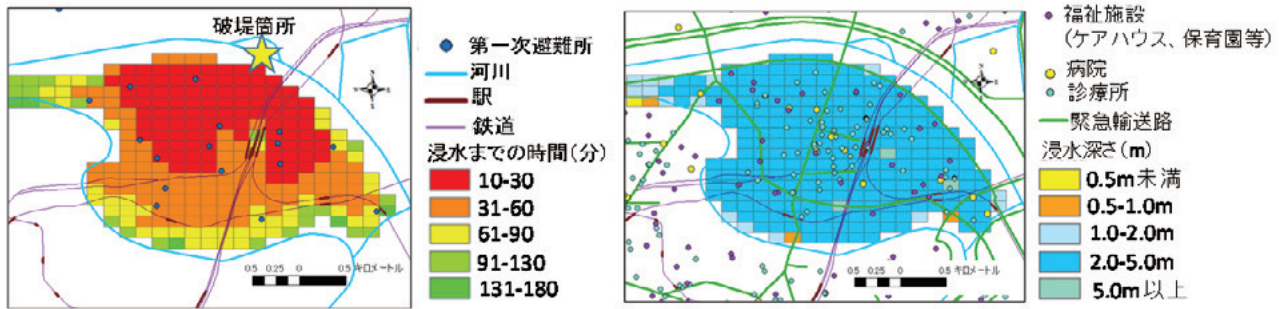 破堤箇所
0.5 0.25 0 0.5 キロメートル
第一次避難所
河川
駅
鉄道
浸水までの時間(分)
10-30
31-60
61-90
91-130
131-180
0.5 0.25 0 0.5 キロメートル
福祉施設
(ケアハウス、保育園等)
病院
診療所
緊急輸送路
浸水深さ(m)
0.5m未満
0.5-1.0m
1.0-2.0m
2.0-5.0m
5.0m以上